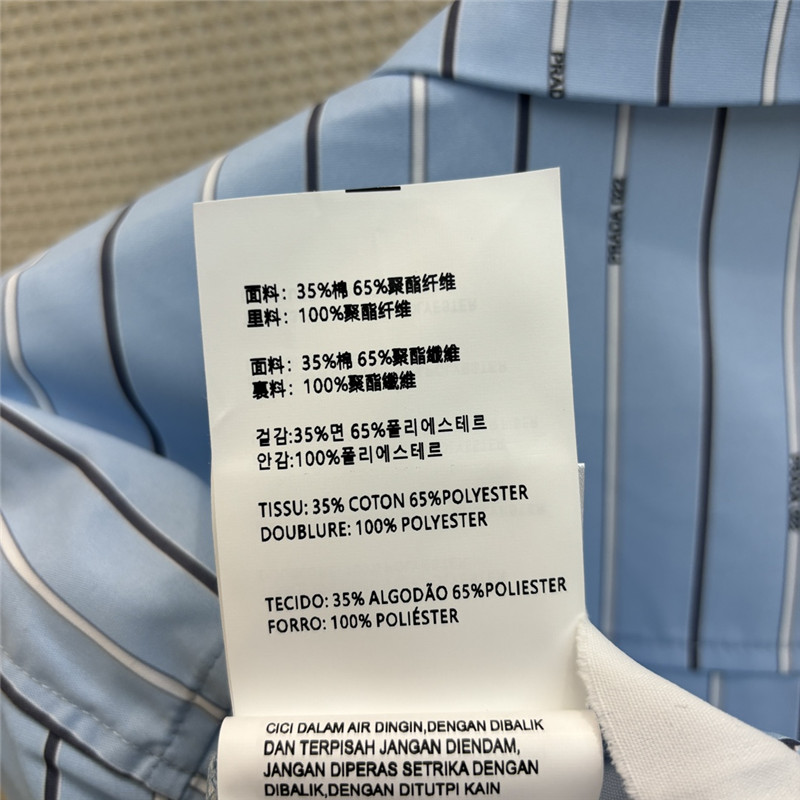 PRAD
PRADA 022
面料：35%棉 65%聚酯纤维
里料：100%聚酯纤维
面料：35%棉 65%聚酯纖維
裏料：100%聚酯纖維
겉감:35%면 65%폴리에스테르
안감:100%폴리에스테르
TISSU: 35% COTON 65%POLYESTER
DOUBLURE: 100% POLYESTER
TECIDO: 35% ALGODÃO 65%POLIESTER
FORRO: 100% POLIÉSTER
CICI DALAM AIR DINGIN,DENGAN DIBALIK
DAN TERPISAH JANGAN DIENDAM,
JANGAN DIPERAS SETRIKA DENGAN
DIBALIK,DENGAN DITUTPI KAIN